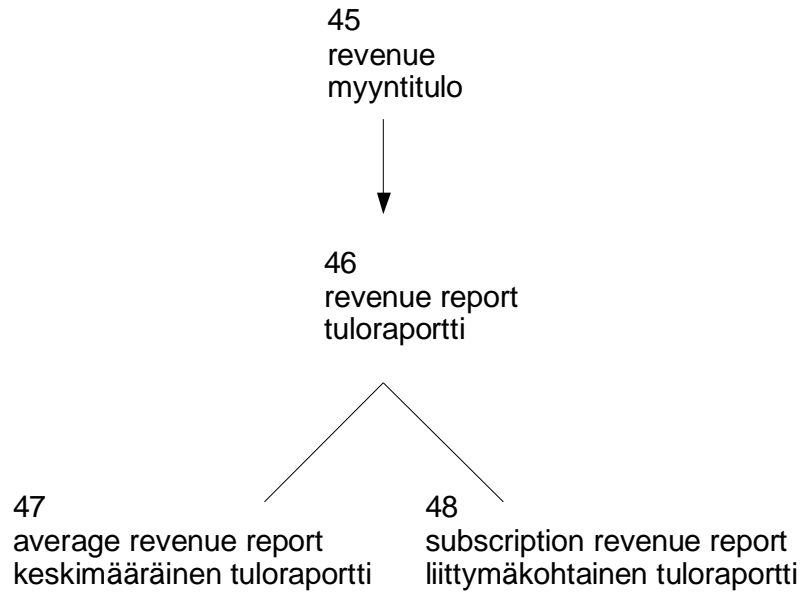 45
revenue
myyntitulo
46
revenue report
tuloraportti
47
average revenue report
keskimääräinen tuloraportti
48
subscription revenue report
liittymäkohtainen tuloraportti